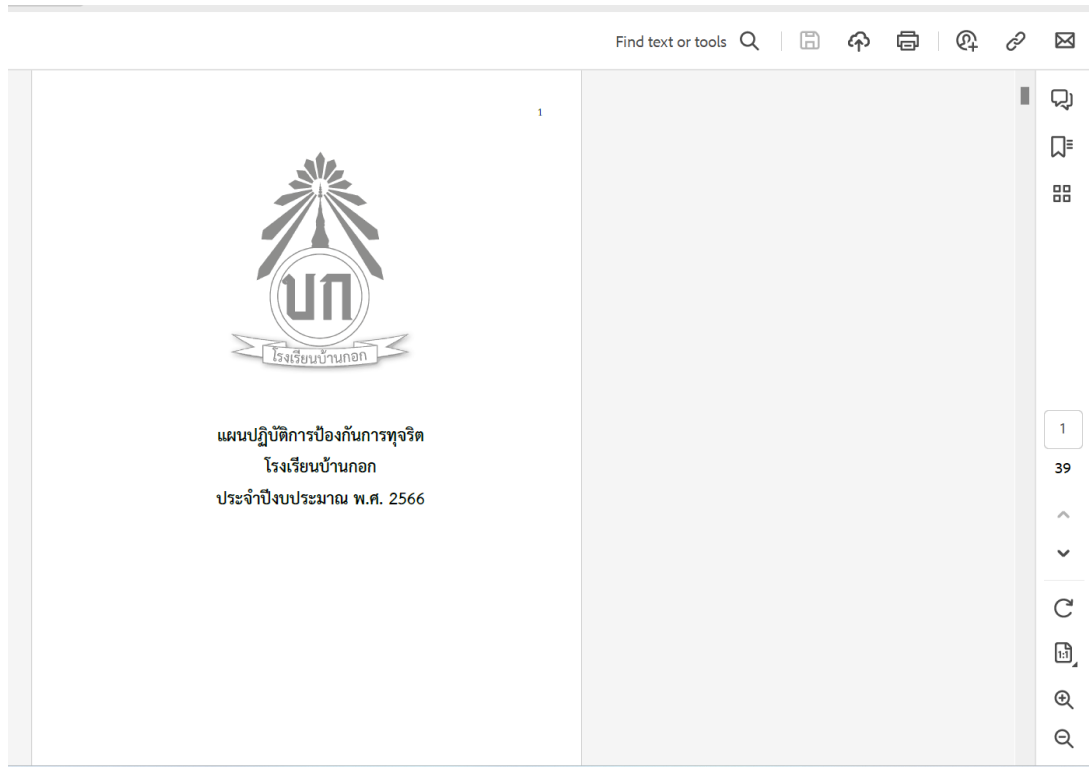 Find text or tools
1
บก
โรงเรียนบ้านกอก
แผนปฏิบัติการป้องกันการทุจริต
โรงเรียนบ้านกอก
ประจำปีงบประมาณ พ.ศ. 2566
1
39
1:1